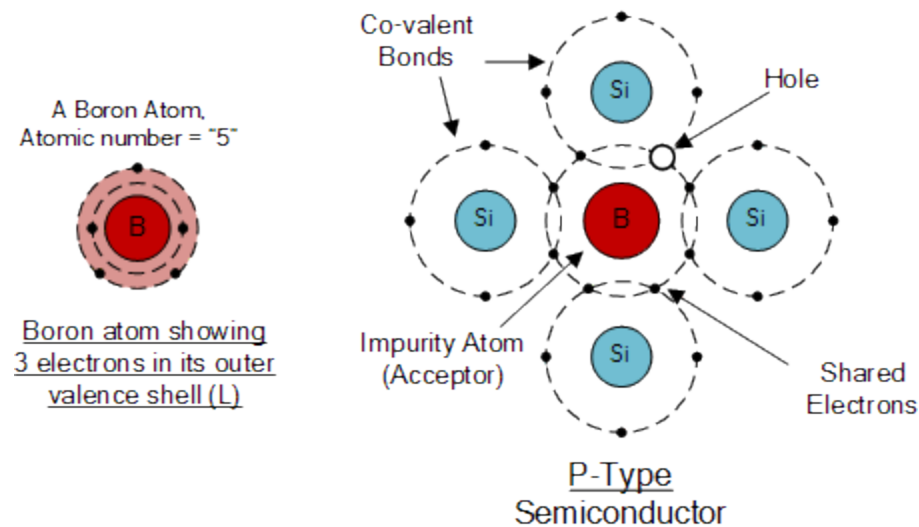 A Boron Atom,
Atomic number = "5"
B
Boron atom showing
3 electrons in its outer
valence shell (L)
Co-valent
Bonds
Hole
Si
Si
B
Si
Si
Impurity Atom
(Acceptor)
Shared
Electrons
P-Type
Semiconductor